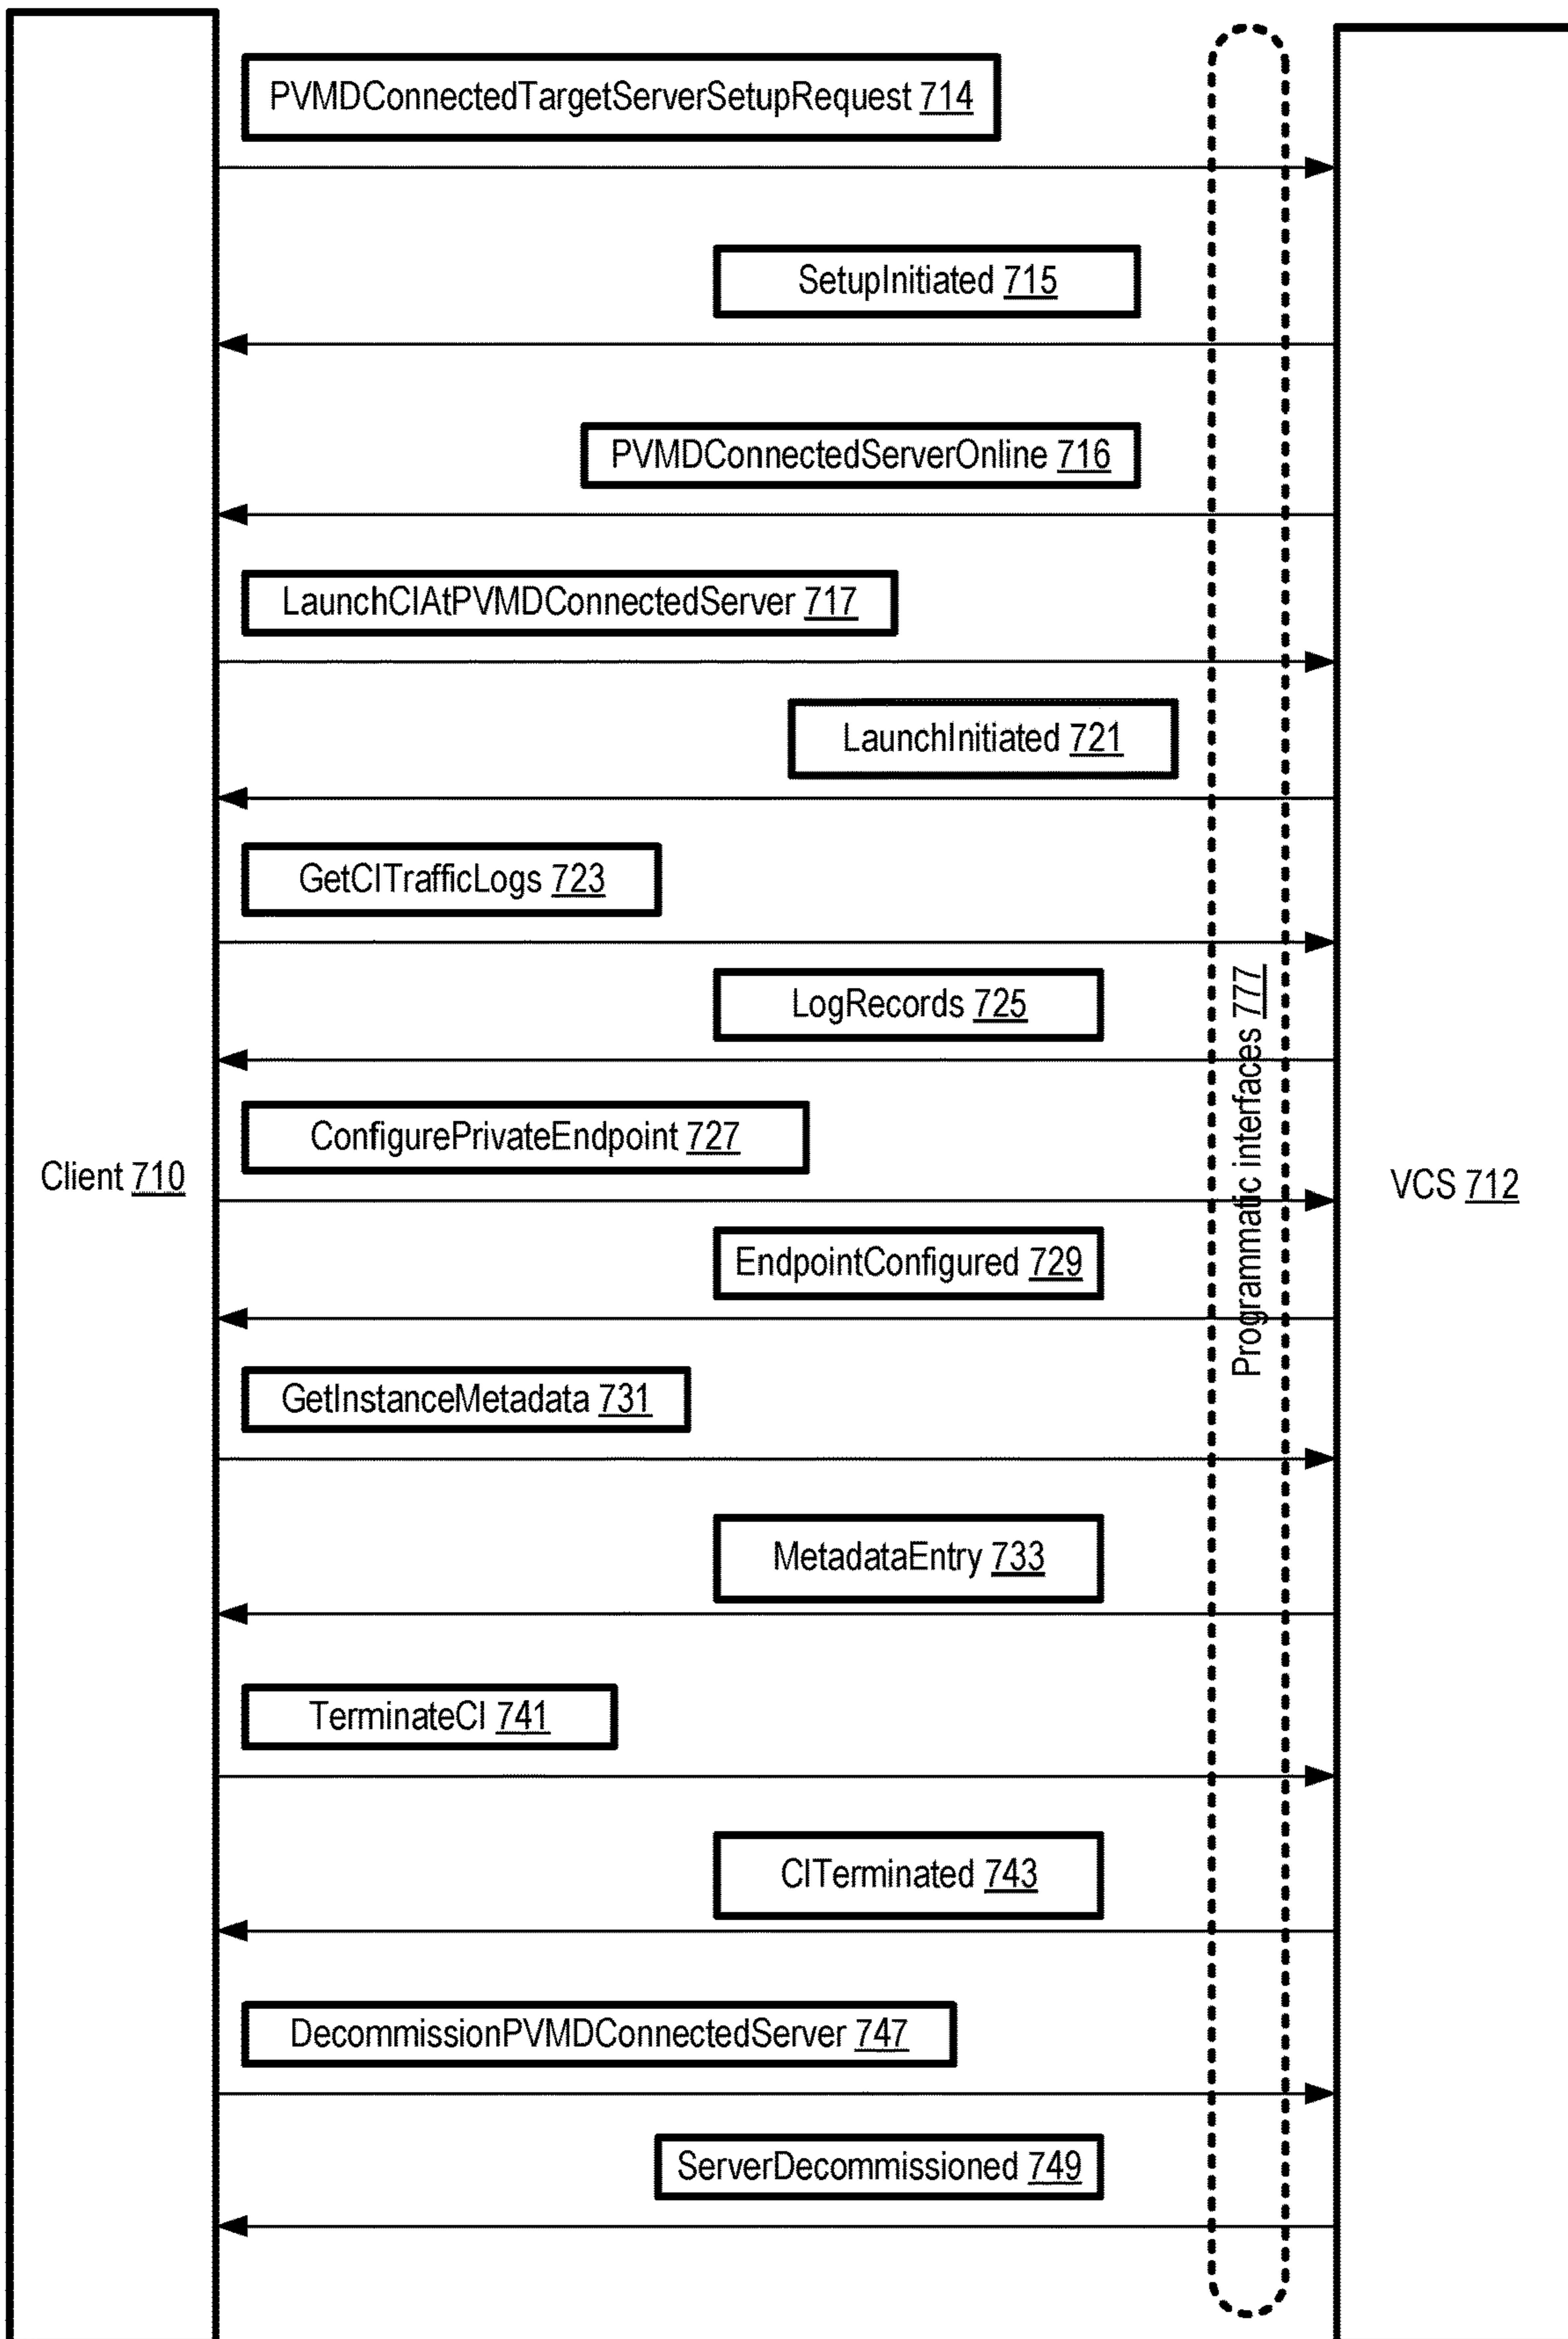 PVMDConnectedTargetServerSetupRequest 714
SetupInitiated 715
PVMDConnectedServerOnline 716
LaunchCIAtPVMDConnectedServer 717
LaunchInitiated 721
GetCITrafficLogs 723
LogRecords 725
ConfigurePrivateEndpoint 727
Client 710
Programmatic interfaces 777
VCS 712
EndpointConfigured 729
GetInstanceMetadata 731
MetadataEntry 733
TerminateCI 741
CITerminated 743
DecommissionPVMDConnectedServer 747
ServerDecommissioned 749